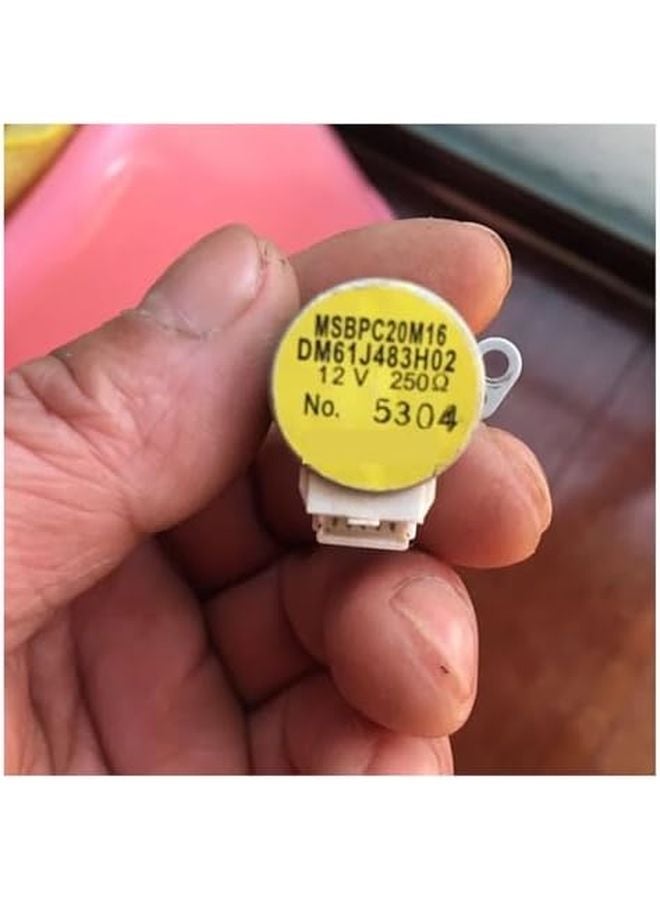 MSBPC20M16
DM61J483H02
12 V 250Ω
No. 5304